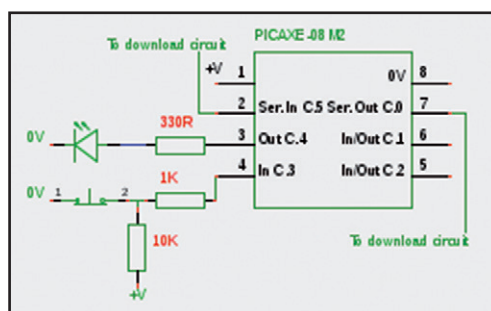 PICAXE -08 M2
To download circuit
+V 1
0V 8
2 Ser.In C.5 Ser.Out C.0 7
330R
0V
3 Out C.4 In/Out C.1 6
4 In C.3 In/Out C.2 5
1K
0V 1 2
10K
To download circuit
+V